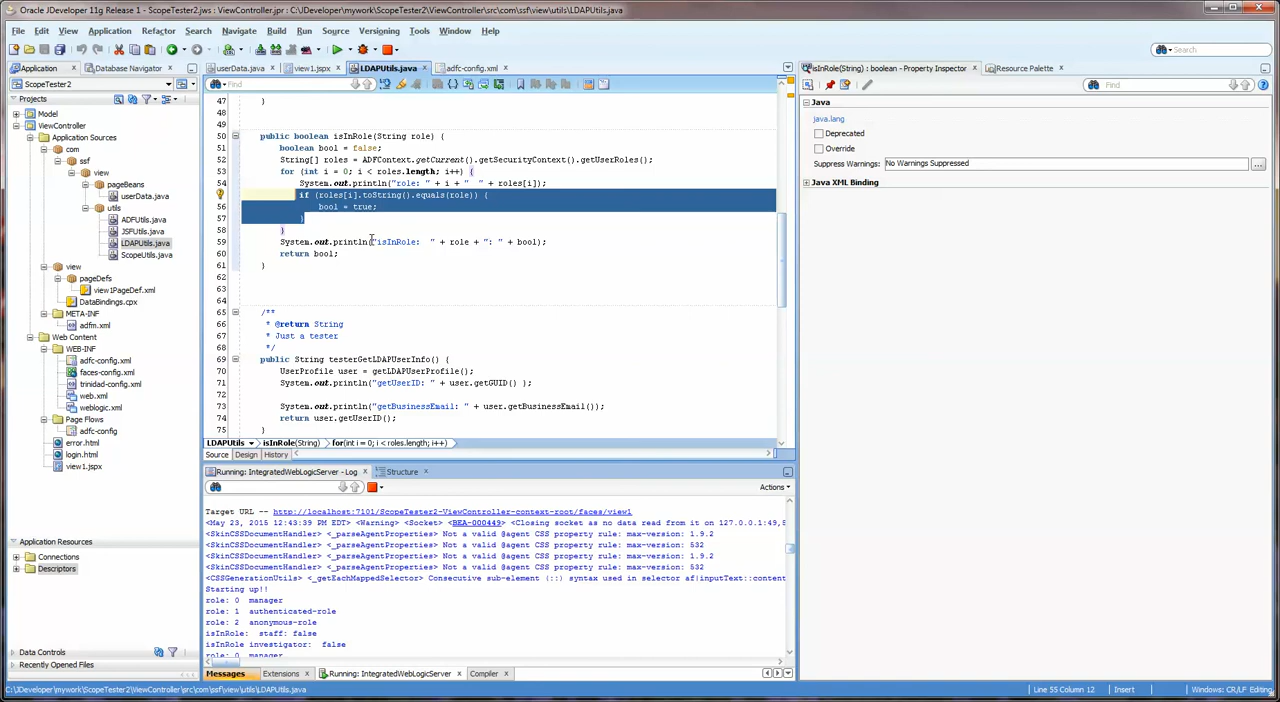 Oracle JDeveloper 11g Release 1 - ScopeTester2.jws : ViewController.jpr : C:\JDeveloper\mywork\ScopeTester2\ViewController\src\com\ssf\view\utils\LDAPUtils.java
File Edit View Application Refactor Search Navigate Build Run Source Versioning Tools Window Help
Search
Application
Database Navigator
ScopeTester2
Projects
Model
ViewController
Application Sources
com
ssf
view
pageBeans
userData.java
utils
ADFUtils.java
JSFUtils.java
LDAPUtils.java
ScopeUtils.java
view
pageDefs
view1PageDef.xml
DataBindings.cpx
META-INF
adfm.xml
Web Content
WEB-INF
adfc-config.xml
faces-config.xml
trinidad-config.xml
web.xml
weblogic.xml
Page Flows
adfc-config
error.html
login.html
view1.jspx
Application Resources
Connections
Descriptors
Data Controls
Recently Opened Files
userData.java
view1.jspx
LDAPUtils.java
adfc-config.xml
Find
47 }
48
49
50 public boolean isInRole(String role) {
51 boolean bool = false;
52 String[] roles = ADFContext.getCurrent().getSecurityContext().getUserRoles();
53 for (int i = 0; i < roles.length; i++) {
54 System.out.println("role: " + i + " " + roles[i]);
if (roles[i].toString().equals(role)) {
56 bool = true;
57 }
58 }
59 System.out.println("isInRole: " + role + ": " + bool);
60 return bool;
61 }
62
63
64
65 /**
66 * @return String
67 * Just a tester
68 */
69 public String testerGetLDAPUserInfo() {
70 UserProfile user = getLDAPUserProfile();
71 System.out.println("getUserID: " + user.getGUID() );
72
73 System.out.println("getBusinessEmail: " + user.getBusinessEmail());
74 return user.getUserID();
75 }
LDAPUtils isInRole(String) for(int i = 0; i < roles.length; i++)
Source Design History
Running: IntegratedWebLogicServer - Log
Structure
Actions
Target URL -- http://localhost:7101/ScopeTester2-ViewController-context-root/faces/view1
<May 23, 2015 12:43:39 PM EDT> <Warning> <Socket> <BEA-000449> <Closing socket as no data read from it on 127.0.0.1:49,5
<SkinCSSDocumentHandler> <_parseAgentProperties> Not a valid @agent CSS property rule: max-version: 1.9.2
<SkinCSSDocumentHandler> <_parseAgentProperties> Not a valid @agent CSS property rule: max-version: 532
<SkinCSSDocumentHandler> <_parseAgentProperties> Not a valid @agent CSS property rule: max-version: 1.9.2
<SkinCSSDocumentHandler> <_parseAgentProperties> Not a valid @agent CSS property rule: max-version: 532
<CSSGenerationUtils> <_getEachMappedSelector> Consecutive sub-element (::) syntax used in selector af|inputText::content
Starting up!!
role: 0 manager
role: 1 authenticated-role
role: 2 anonymous-role
isInRole: staff: false
isInRole investigator: false
role: 0 manager
Messages
Extensions
Running: IntegratedWebLogicServer
Compiler
isInRole(String) : boolean - Property Inspector
Resource Palette
Find
Java
java.lang
Deprecated
Override
Suppress Warnings: No Warnings Suppressed
Java XML Binding
C:\JDeveloper\mywork\ScopeTester2\ViewController\src\com\ssf\view\utils\LDAPUtils.java
Line 55 Column 12 Insert Windows: CR/LF Editing